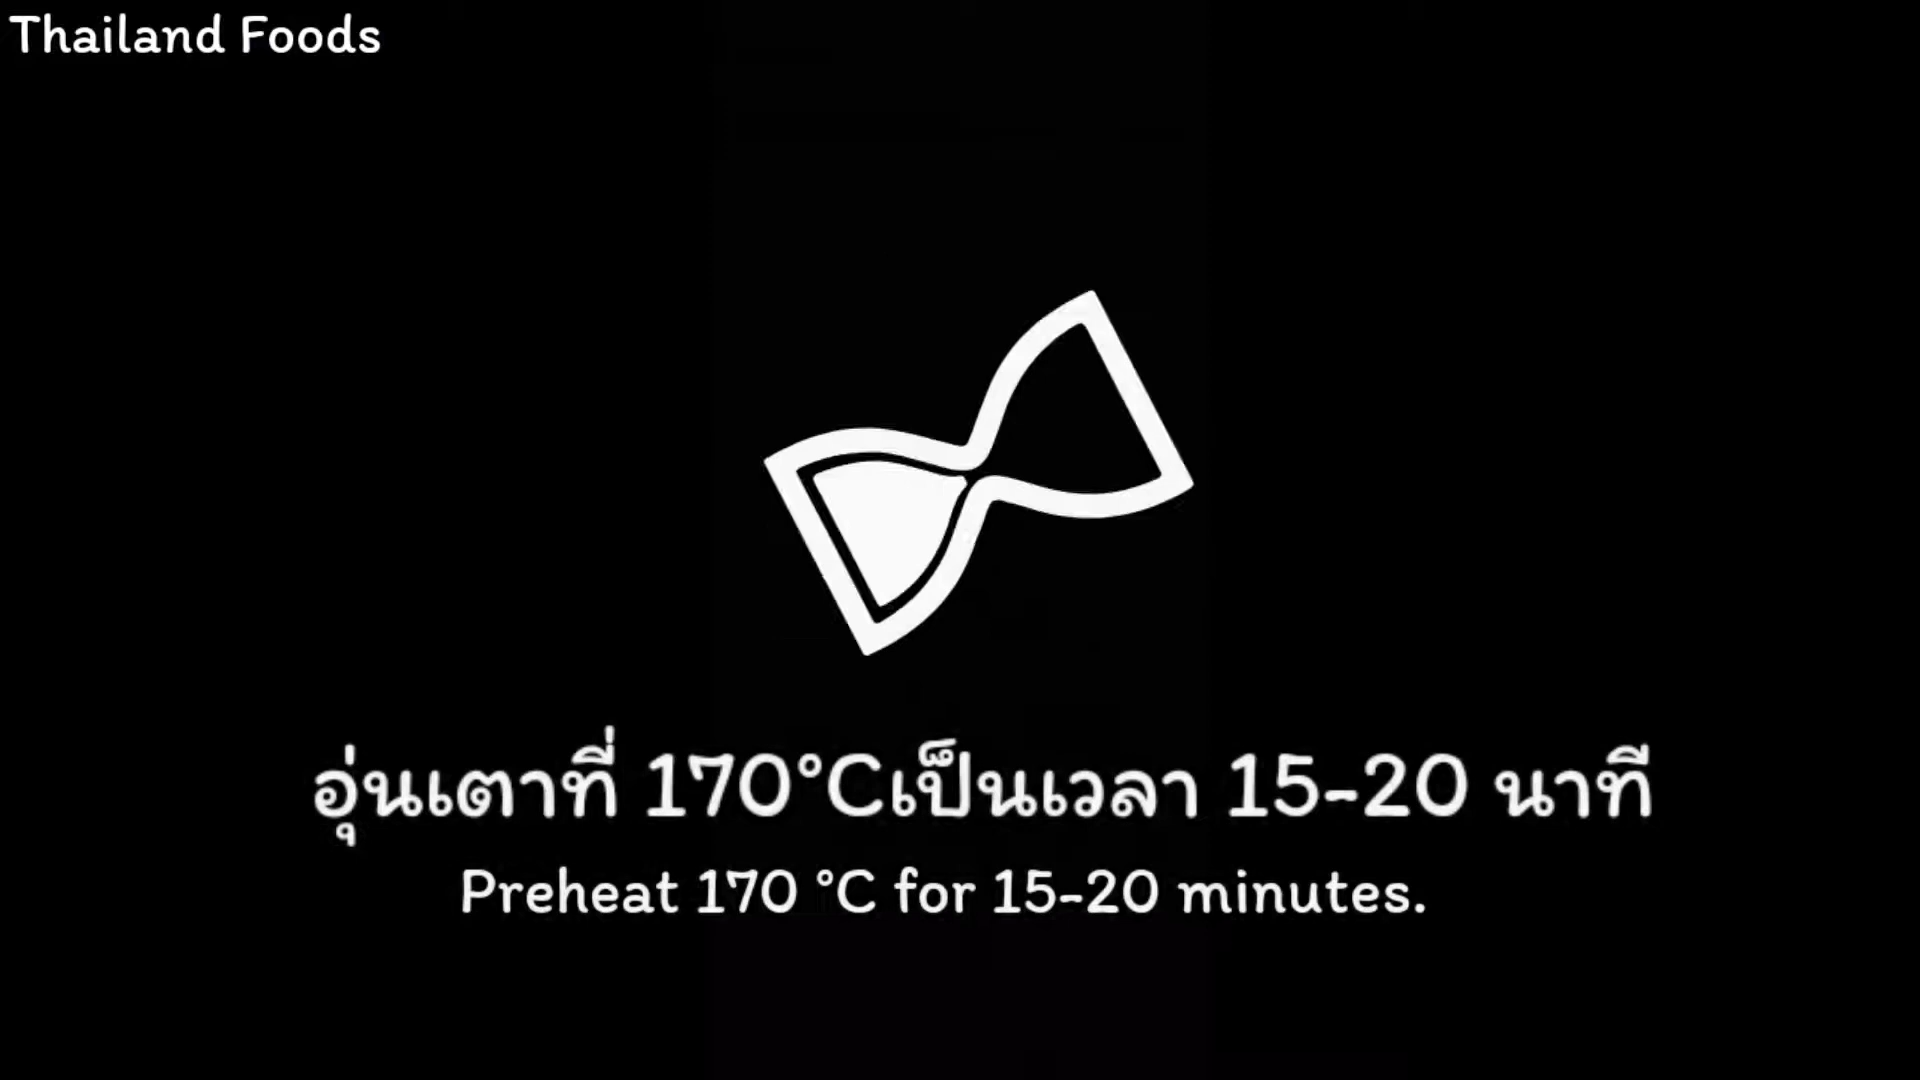 Thailand Foods
อุ่นเตาที่ 170°Cเป็นเวลา 15-20 นาที
Preheat 170 °C for 15-20 minutes.